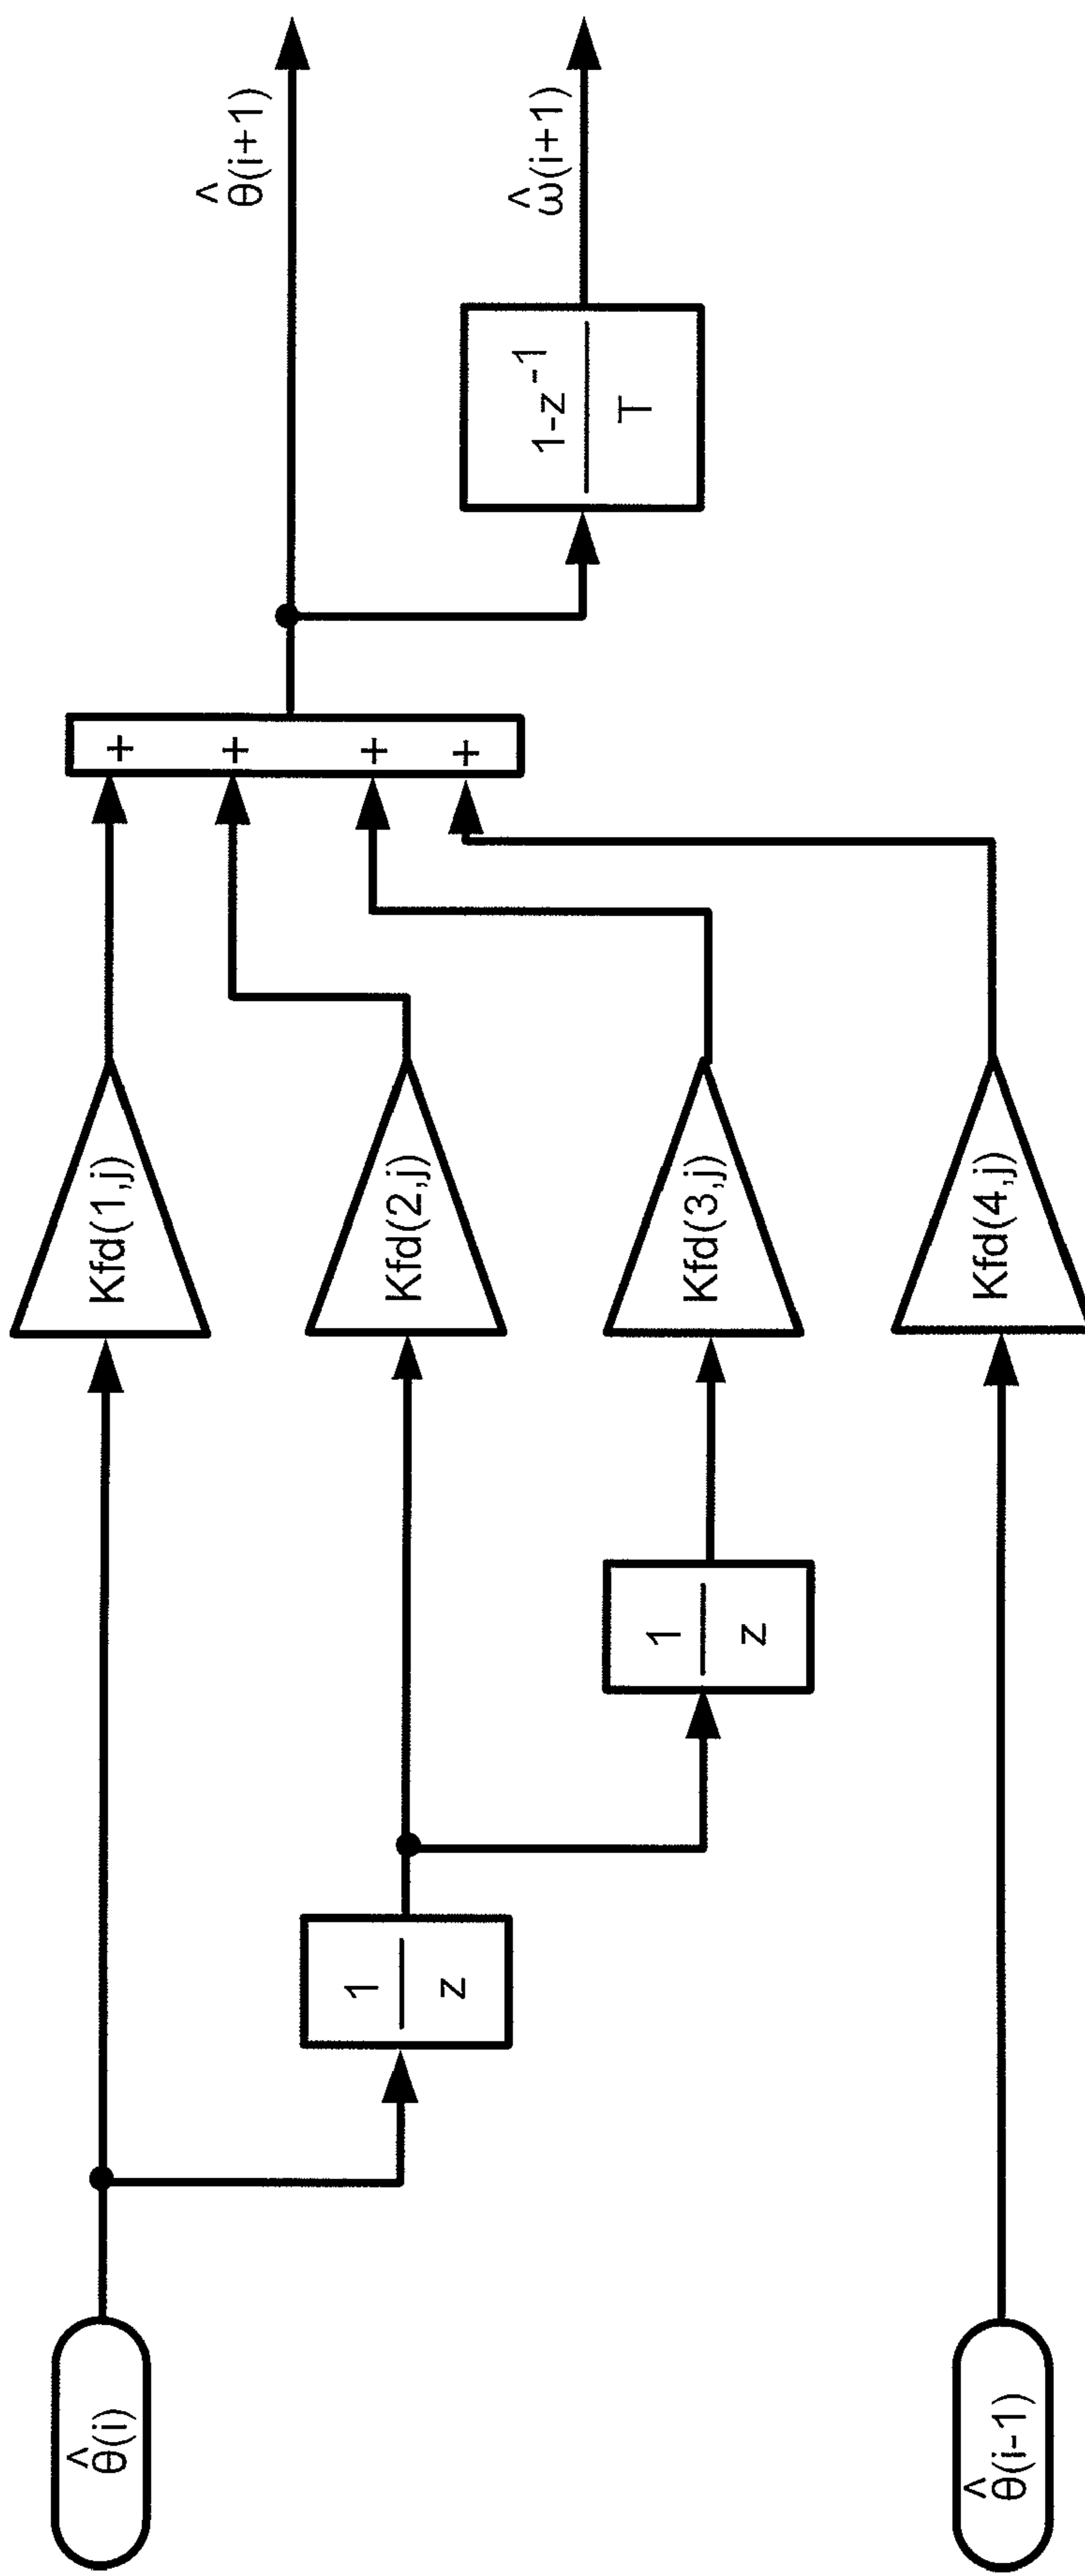 θ̂(i)
1
z
1
z
Kfd(1,j)
Kfd(2,j)
Kfd(3,j)
θ̂(i-1)
Kfd(4,j)
+
+
+
+
1-z⁻¹
T
θ̂(i+1)
ω̂(i+1)